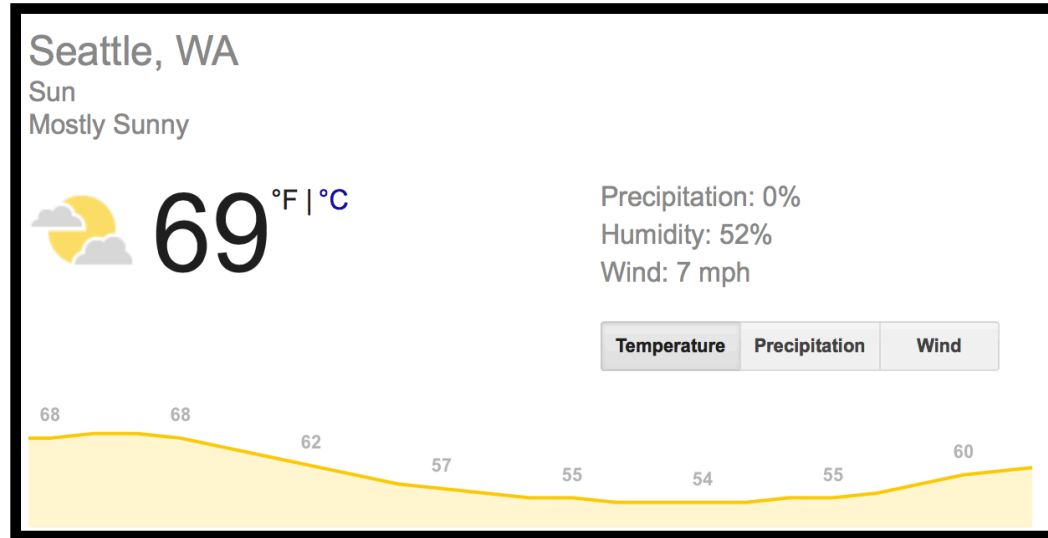 Seattle, WA
Sun
Mostly Sunny
69 °F | °C
Precipitation: 0%
Humidity: 52%
Wind: 7 mph
Temperature Precipitation Wind
68 68 62 57 55 54 55 60